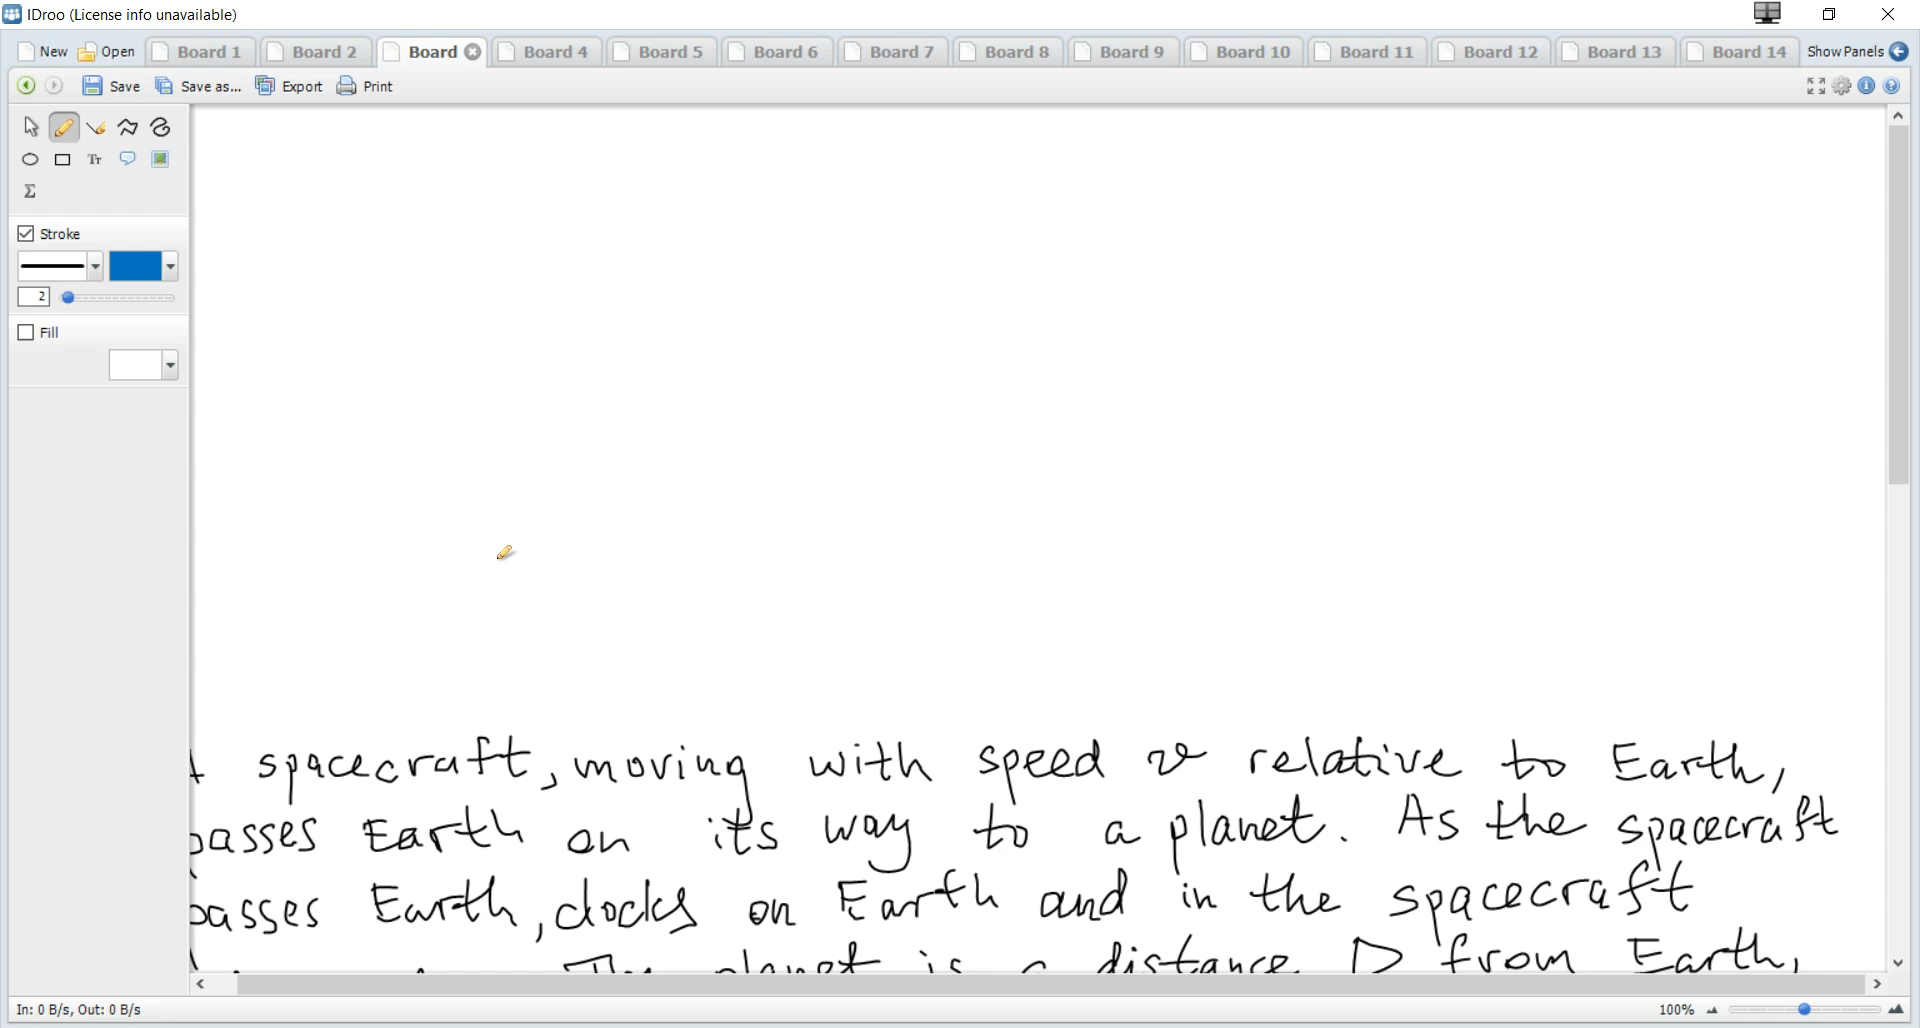 IDroo (License info unavailable)
New Open Board 1 Board 2 Board Board 4 Board 5 Board 6 Board 7 Board 8 Board 9 Board 10 Board 11 Board 12 Board 13 Board 14 Show Panels
Save Save as... Export Print
Tт
Σ
Stroke
2
Fill
spacecraft, moving with speed v relative to Earth,
passes Earth on its way to a planet. As the spacecraft
passes Earth, clocks on Earth and in the spacecraft
The planet is a distance D from Earth,
In: 0 B/s, Out: 0 B/s 100%